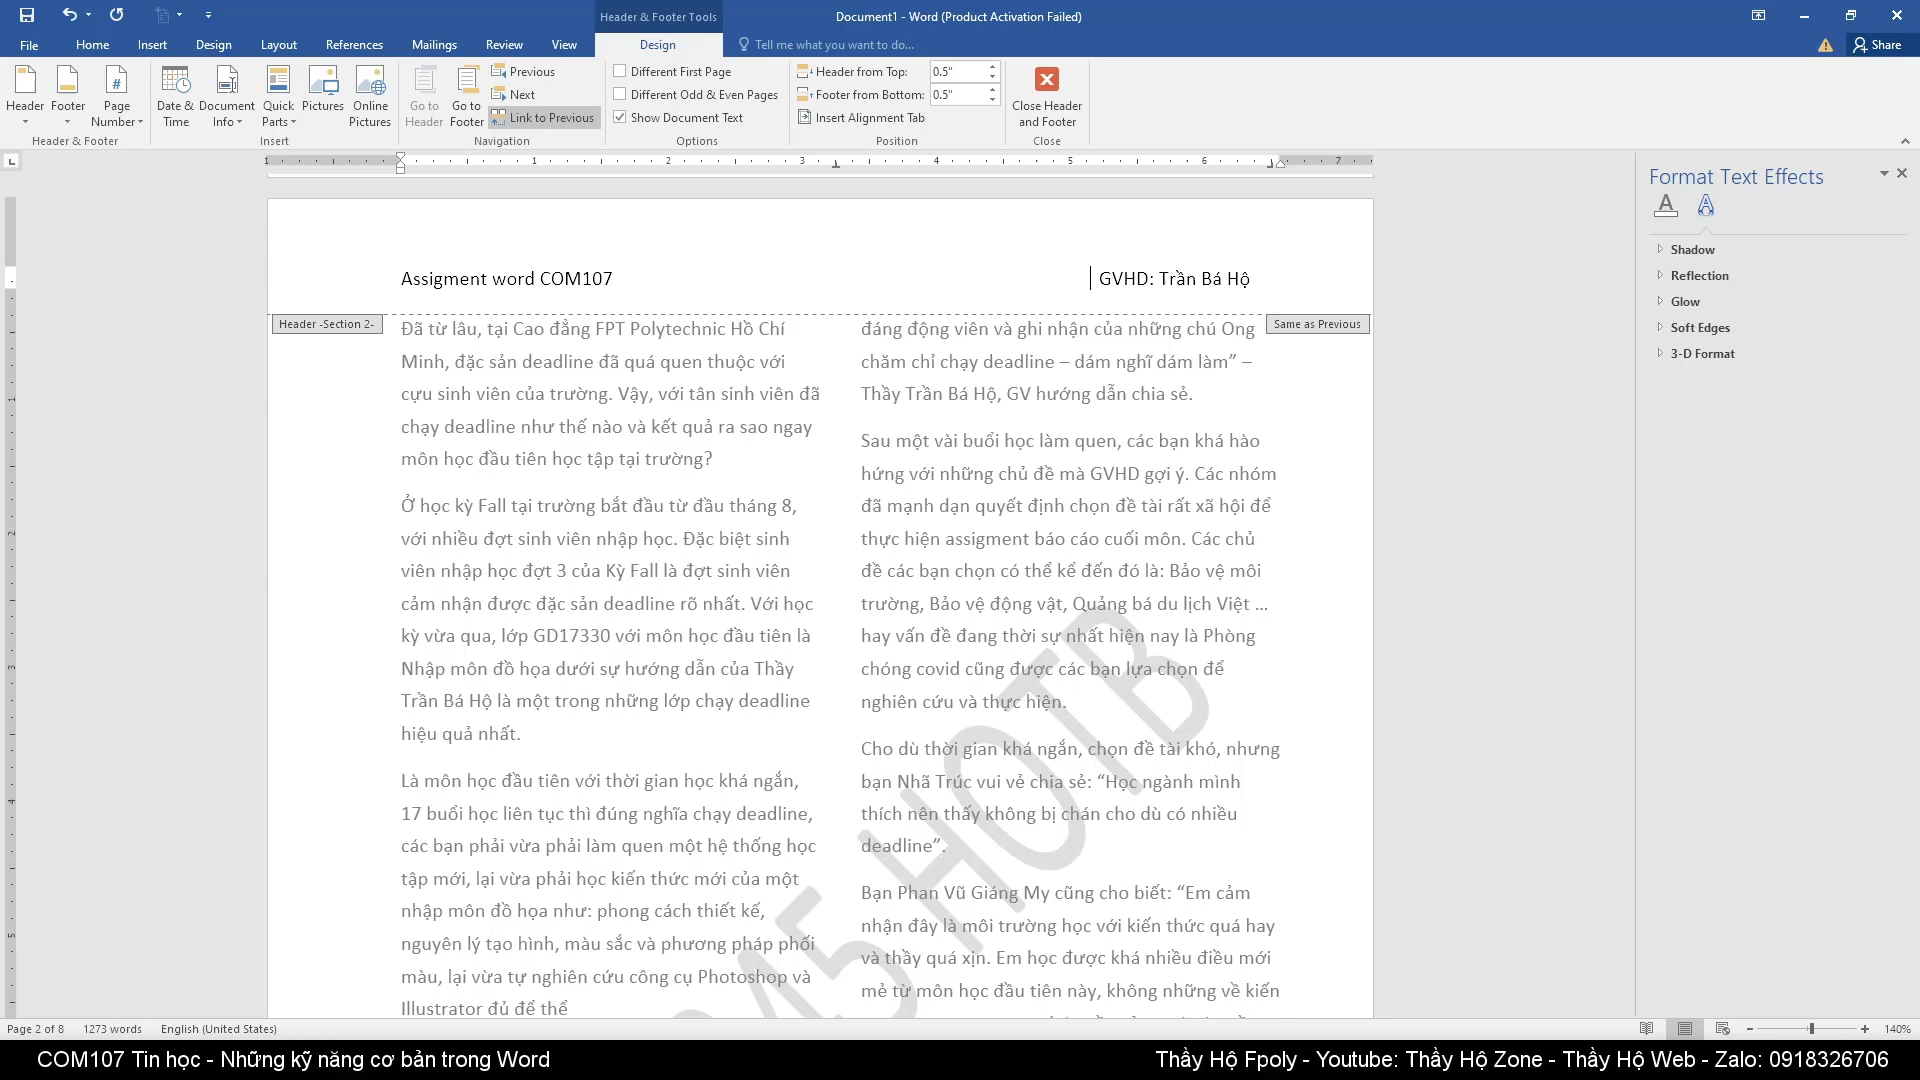 Header & Footer Tools
Document1 - Word (Product Activation Failed)
File
Home
Insert
Design
Layout
References
Mailings
Review
View
Design
Tell me what you want to do...
Share
Header
Footer
Page Number
Header & Footer
Date & Time
Document Info
Quick Parts
Pictures
Online Pictures
Insert
Go to Header
Go to Footer
Previous
Next
Link to Previous
Navigation
Different First Page
Different Odd & Even Pages
Show Document Text
Options
Header from Top: 0.5"
Footer from Bottom: 0.5"
Insert Alignment Tab
Position
Close Header and Footer
Close
1 1 2 3 4 5 6 7
Assigment word COM107
GVHD: Trần Bá Hộ
Header -Section 2-
Same as Previous
Đã từ lâu, tại Cao đẳng FPT Polytechnic Hồ Chí
Minh, đặc sản deadline đã quá quen thuộc với
cựu sinh viên của trường. Vậy, với tân sinh viên đã
chạy deadline như thế nào và kết quả ra sao ngay
môn học đầu tiên học tập tại trường?
Ở học kỳ Fall tại trường bắt đầu từ đầu tháng 8,
với nhiều đợt sinh viên nhập học. Đặc biệt sinh
viên nhập học đợt 3 của Kỳ Fall là đợt sinh viên
cảm nhận được đặc sản deadline rõ nhất. Với học
kỳ vừa qua, lớp GD17330 với môn học đầu tiên là
Nhập môn đồ họa dưới sự hướng dẫn của Thầy
Trần Bá Hộ là một trong những lớp chạy deadline
hiệu quả nhất.
Là môn học đầu tiên với thời gian học khá ngắn,
17 buổi học liên tục thì đúng nghĩa chạy deadline,
các bạn phải vừa phải làm quen một hệ thống học
tập mới, lại vừa phải học kiến thức mới của một
nhập môn đồ họa như: phong cách thiết kế,
nguyên lý tạo hình, màu sắc và phương pháp phối
màu, lại vừa tự nghiên cứu công cụ Photoshop và
Illustrator đủ để thể
đáng động viên và ghi nhận của những chú Ong
chăm chỉ chạy deadline – dám nghĩ dám làm” –
Thầy Trần Bá Hộ, GV hướng dẫn chia sẻ.
Sau một vài buổi học làm quen, các bạn khá hào
hứng với những chủ đề mà GVHD gợi ý. Các nhóm
đã mạnh dạn quyết định chọn đề tài rất xã hội để
thực hiện assigment báo cáo cuối môn. Các chủ
đề các bạn chọn có thể kể đến đó là: Bảo vệ môi
trường, Bảo vệ động vật, Quảng bá du lịch Việt ...
hay vấn đề đang thời sự nhất hiện nay là Phòng
chóng covid cũng được các bạn lựa chọn để
nghiên cứu và thực hiện.
Cho dù thời gian khá ngắn, chọn đề tài khó, nhưng
bạn Nhã Trúc vui vẻ chia sẻ: “Học ngành mình
thích nên thấy không bị chán cho dù có nhiều
deadline”.
Bạn Phan Vũ Giáng My cũng cho biết: “Em cảm
nhận đây là môi trường học với kiến thức quá hay
và thầy quá xịn. Em học được khá nhiều điều mới
mẻ từ môn học đầu tiên này, không những về kiến
45 HOTB
Format Text Effects
Shadow
Reflection
Glow
Soft Edges
3-D Format
Page 2 of 8
1273 words
English (United States)
140%
COM107 Tin học - Những kỹ năng cơ bản trong Word
Thầy Hộ Fpoly - Youtube: Thầy Hộ Zone - Thầy Hộ Web - Zalo: 0918326706